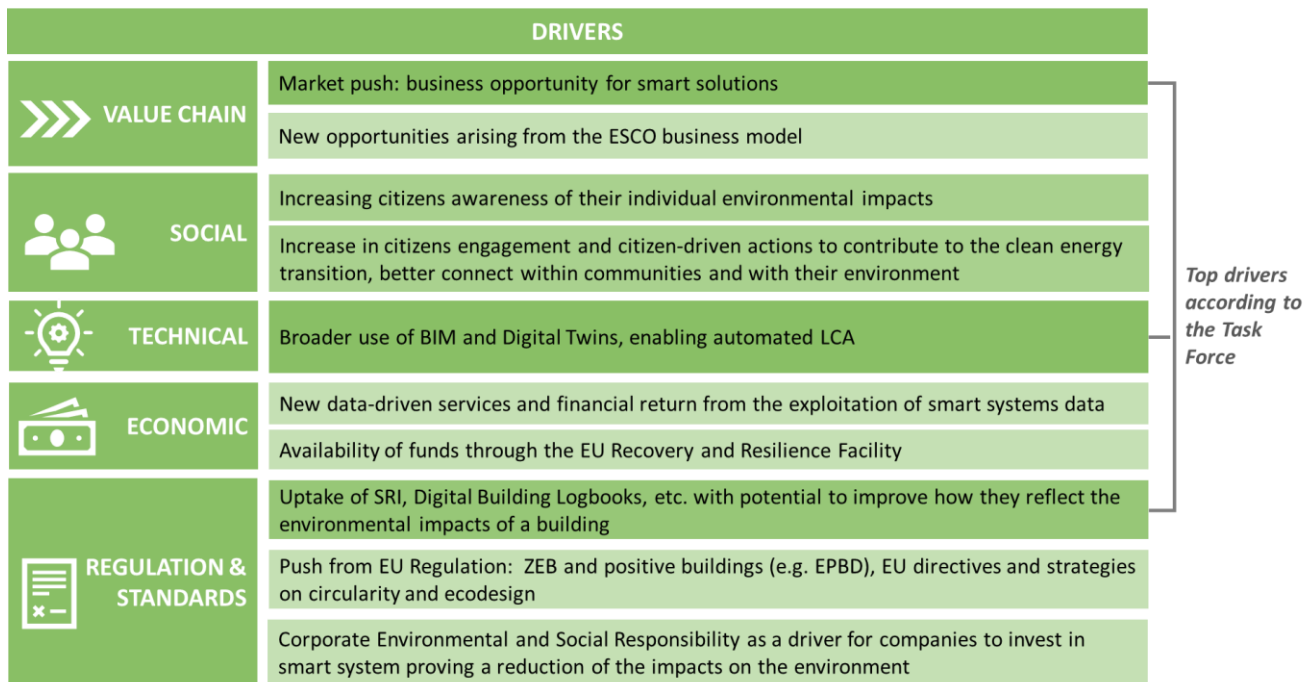 DRIVERS
VALUE CHAIN
Market push: business opportunity for smart solutions
New opportunities arising from the ESCO business model
SOCIAL
Increasing citizens awareness of their individual environmental impacts
Increase in citizens engagement and citizen-driven actions to contribute to the clean energy
transition, better connect within communities and with their environment
TECHNICAL
Broader use of BIM and Digital Twins, enabling automated LCA
ECONOMIC
New data-driven services and financial return from the exploitation of smart systems data
Availability of funds through the EU Recovery and Resilience Facility
REGULATION &
STANDARDS
Uptake of SRI, Digital Building Logbooks, etc. with potential to improve how they reflect the
environmental impacts of a building
Push from EU Regulation: ZEB and positive buildings (e.g. EPBD), EU directives and strategies
on circularity and ecodesign
Corporate Environmental and Social Responsibility as a driver for companies to invest in
smart system proving a reduction of the impacts on the environment
Top drivers
according to
the Task
Force